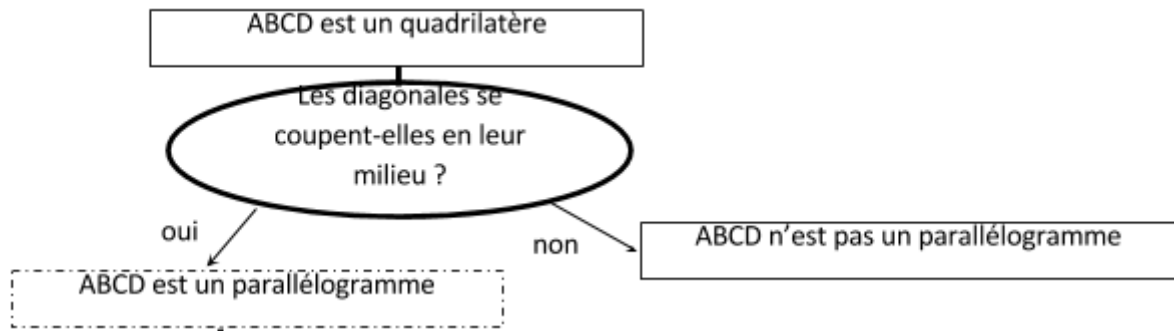 ABCD est un quadrilatère
Les diagonales se
coupent-elles en leur
milieu ?
oui
non
ABCD n’est pas un parallélogramme
ABCD est un parallélogramme